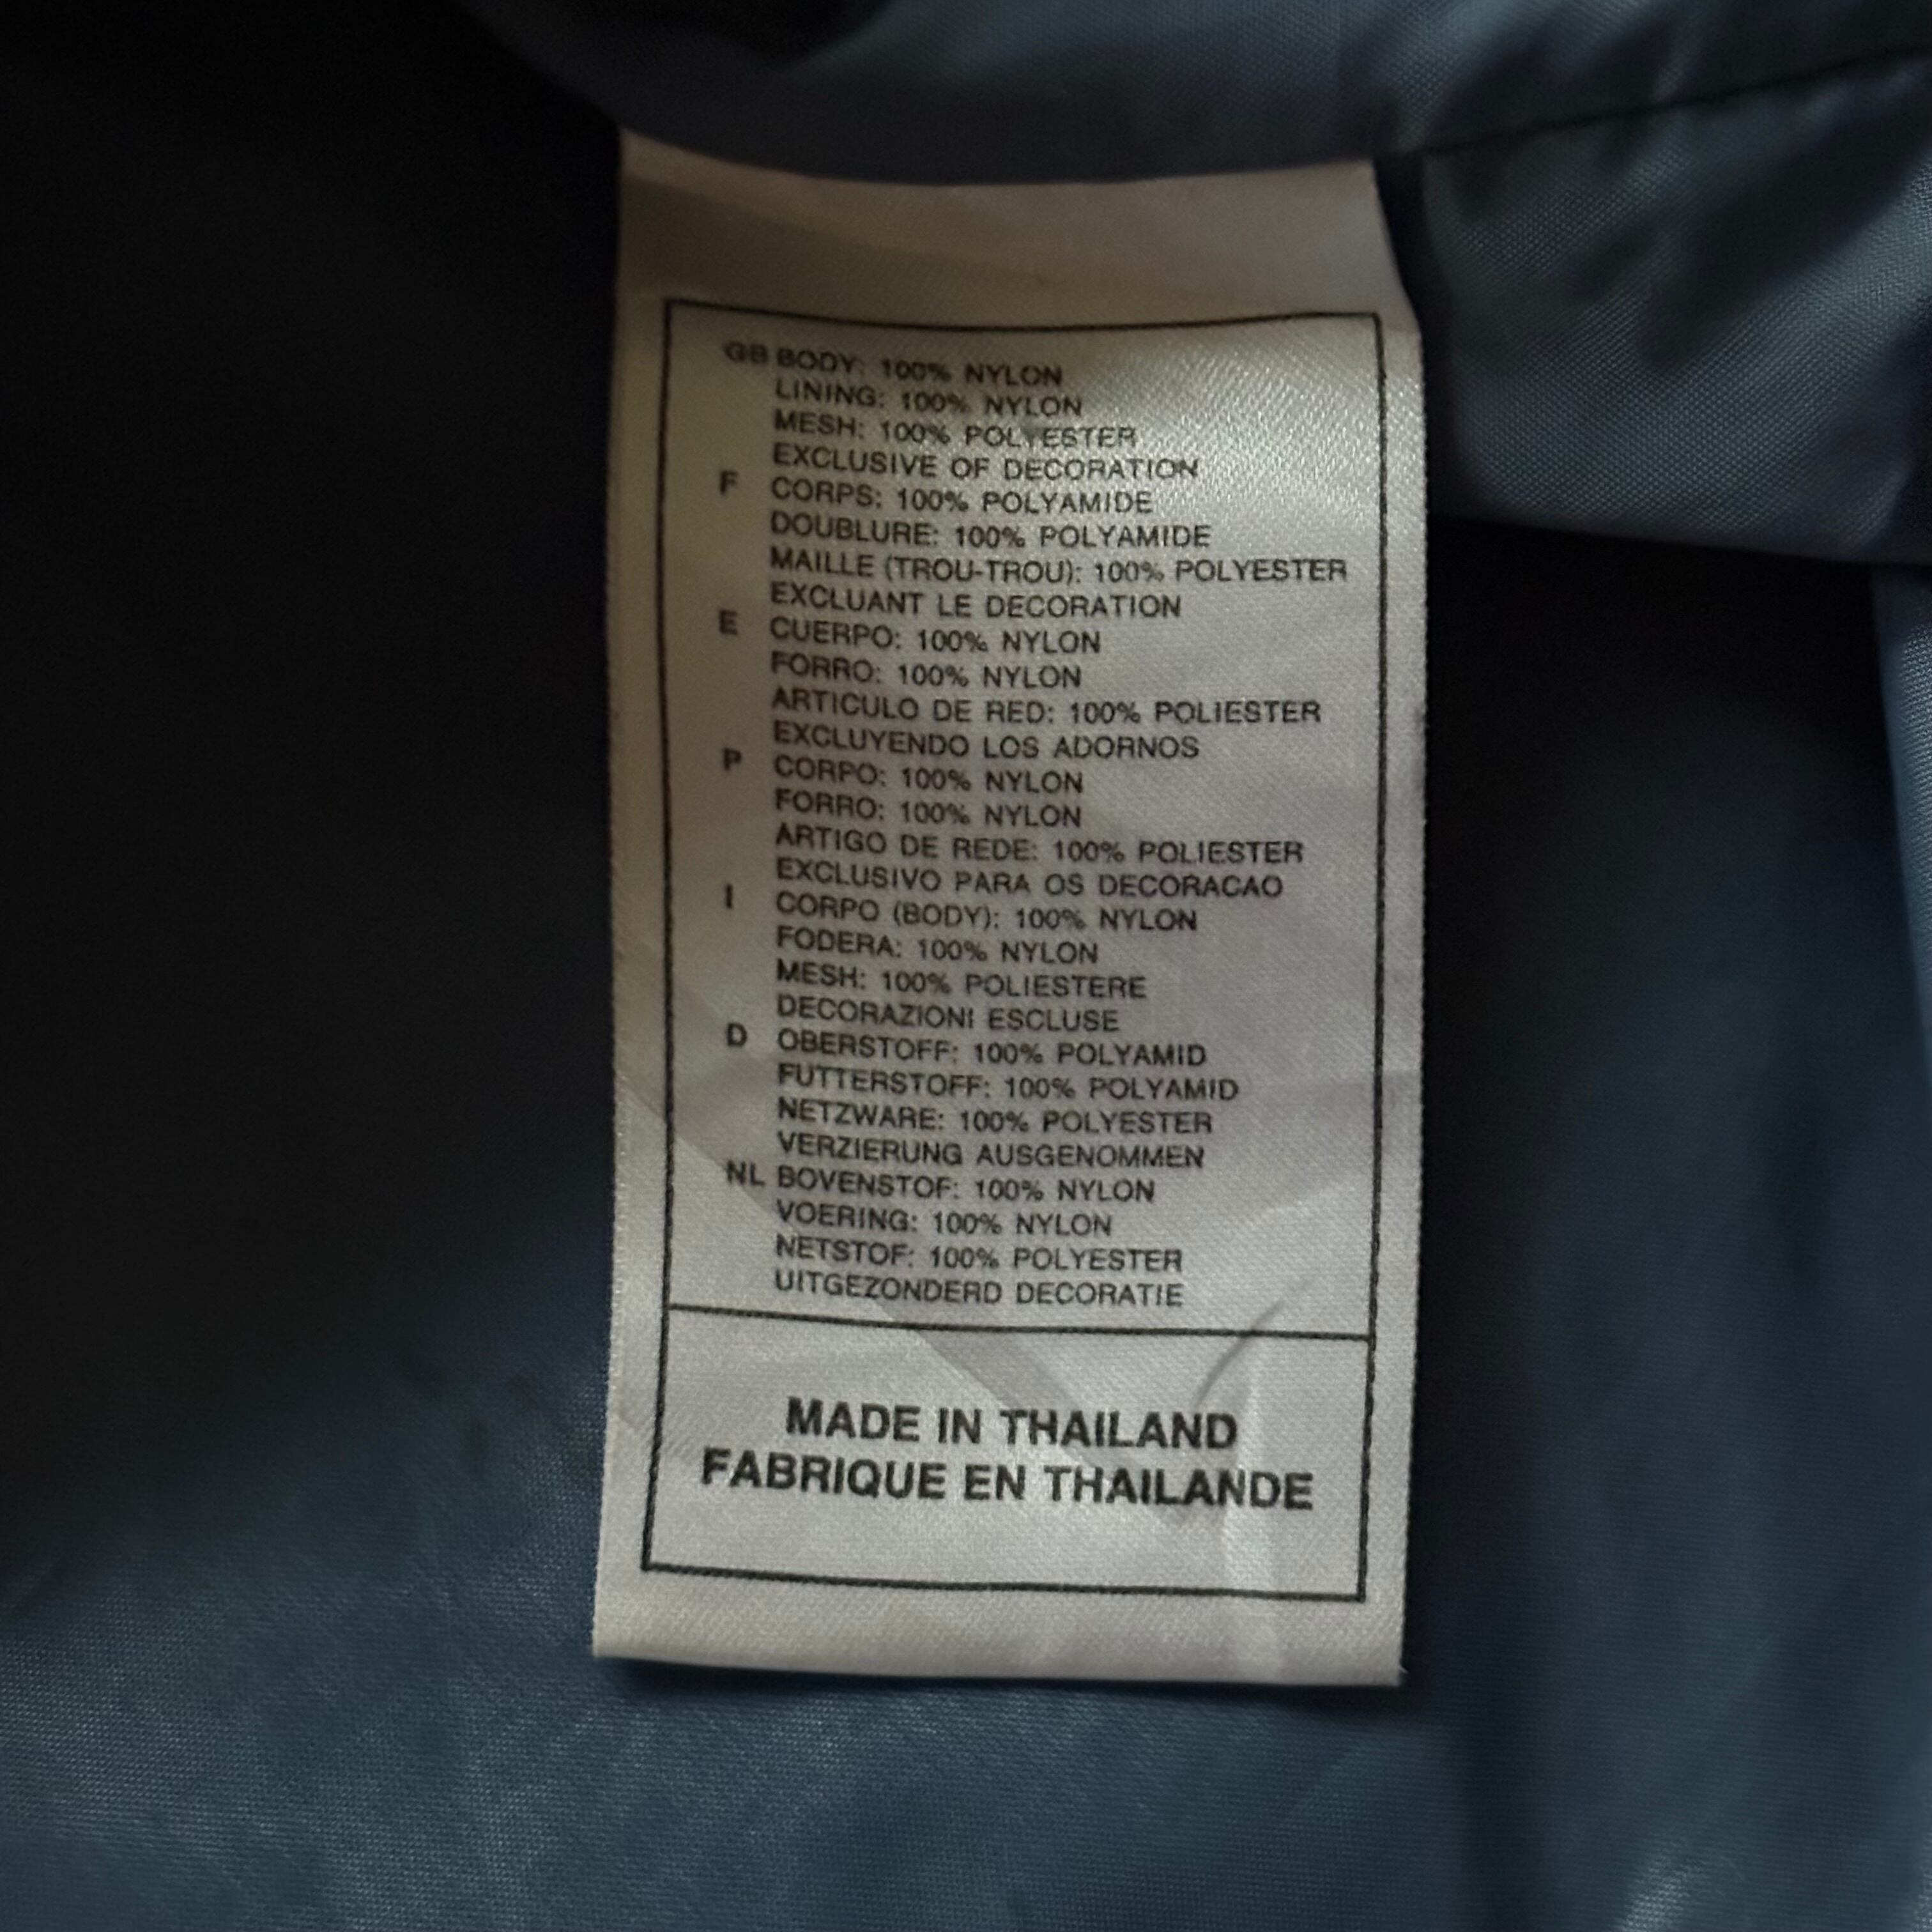 GB BODY: 100% NYLON
LINING: 100% NYLON
MESH: 100% POLYESTER
EXCLUSIVE OF DECORATION
F CORPS: 100% POLYAMIDE
DOUBLURE: 100% POLYAMIDE
MAILLE (TROU-TROU): 100% POLYESTER
EXCLUANT LE DECORATION
E CUERPO: 100% NYLON
FORRO: 100% NYLON
ARTICULO DE RED: 100% POLIESTER
EXCLUYENDO LOS ADORNOS
P CORPO: 100% NYLON
FORRO: 100% NYLON
ARTIGO DE REDE: 100% POLIESTER
EXCLUSIVO PARA OS DECORACAO
I CORPO (BODY): 100% NYLON
FODERA: 100% NYLON
MESH: 100% POLIESTERE
DECORAZIONI ESCLUSE
D OBERSTOFF: 100% POLYAMID
FUTTERSTOFF: 100% POLYAMID
NETZWARE: 100% POLYESTER
VERZIERUNG AUSGENOMMEN
NL BOVENSTOF: 100% NYLON
VOERING: 100% NYLON
NETSTOF: 100% POLYESTER
UITGEZONDERD DECORATIE
MADE IN THAILAND
FABRIQUE EN THAILANDE